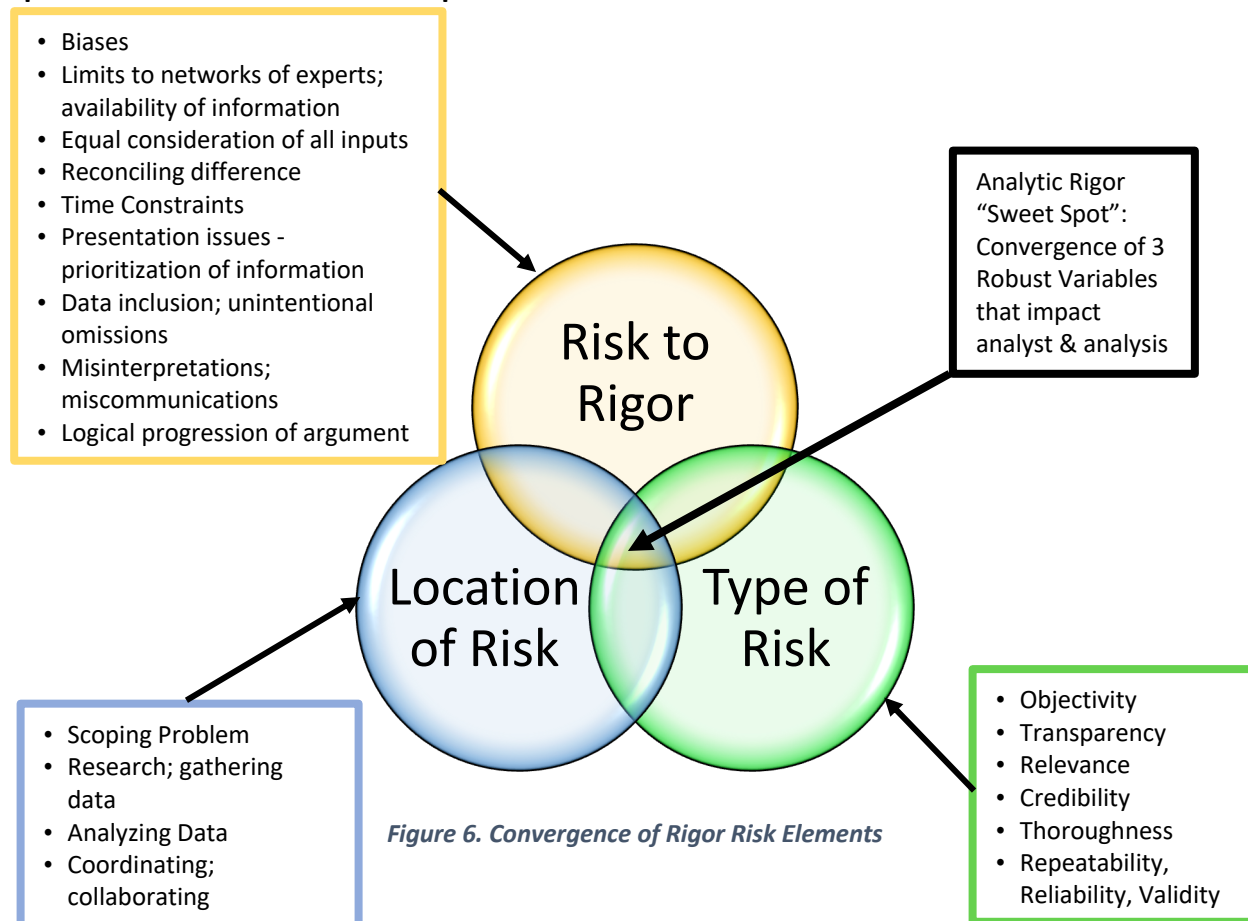 • Biases
• Limits to networks of experts;
availability of information
• Equal consideration of all inputs
• Reconciling difference
• Time Constraints
• Presentation issues -
prioritization of information
• Data inclusion; unintentional
omissions
• Misinterpretations;
miscommunications
• Logical progression of argument
Analytic Rigor
“Sweet Spot”:
Convergence of 3
Robust Variables
that impact
analyst & analysis
Risk to
Rigor
Location
of Risk
Type of
Risk
• Scoping Problem
• Research; gathering
data
• Analyzing Data
• Coordinating;
collaborating
• Objectivity
• Transparency
• Relevance
• Credibility
• Thoroughness
• Repeatability,
Reliability, Validity
Figure 6. Convergence of Rigor Risk Elements